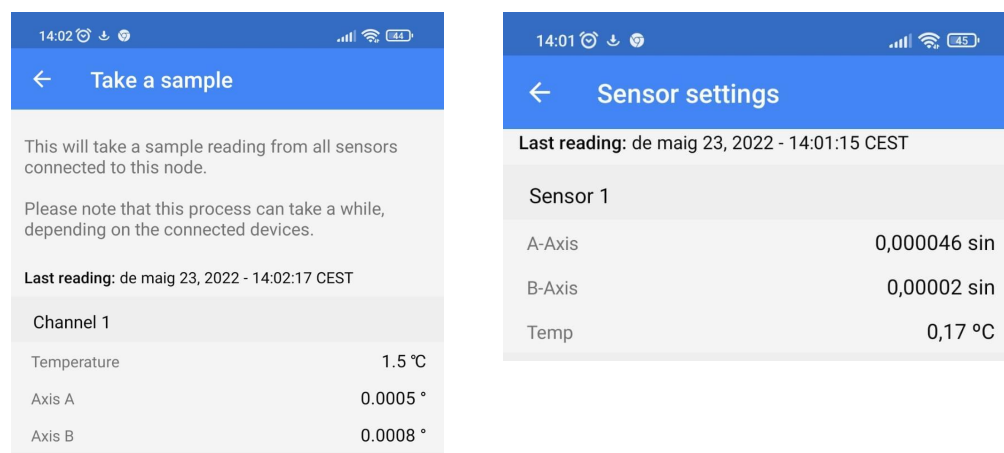 14:02
44
Take a sample
This will take a sample reading from all sensors
connected to this node.
Please note that this process can take a while,
depending on the connected devices.
Last reading: de maig 23, 2022 - 14:02:17 CEST
Channel 1
Temperature 1.5 °C
Axis A 0.0005 °
Axis B 0.0008 °
14:01
45
Sensor settings
Last reading: de maig 23, 2022 - 14:01:15 CEST
Sensor 1
A-Axis 0,000046 sin
B-Axis 0,00002 sin
Temp 0,17 ºC